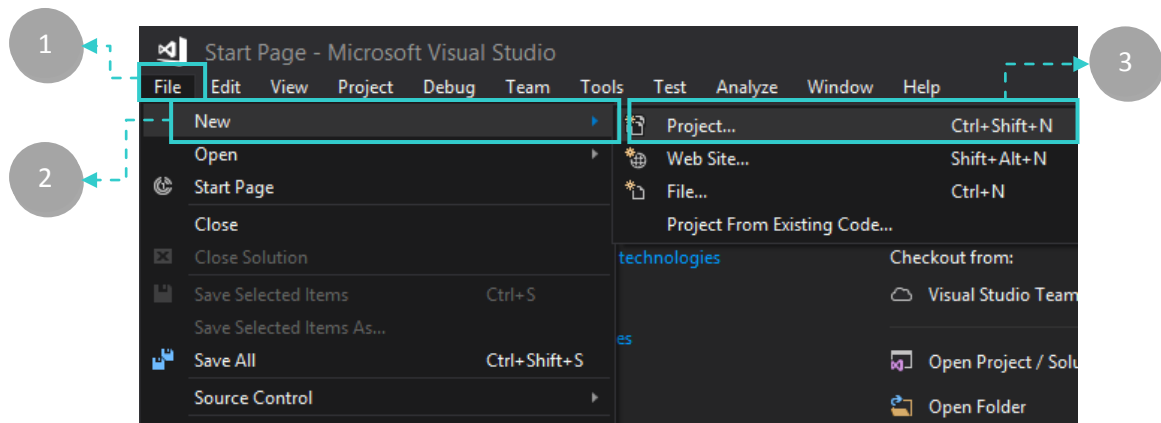 1
Start Page - Microsoft Visual Studio
3
File Edit View Project Debug Team Tools Test Analyze Window Help
New
Project... Ctrl+Shift+N
Open
Web Site... Shift+Alt+N
2
Start Page
File... Ctrl+N
Close
Project From Existing Code...
Close Solution
technologies
Checkout from:
Save Selected Items Ctrl+S
Visual Studio Team
Save Selected Items As...
es
Save All Ctrl+Shift+S
Open Project / Solu
Source Control
Open Folder